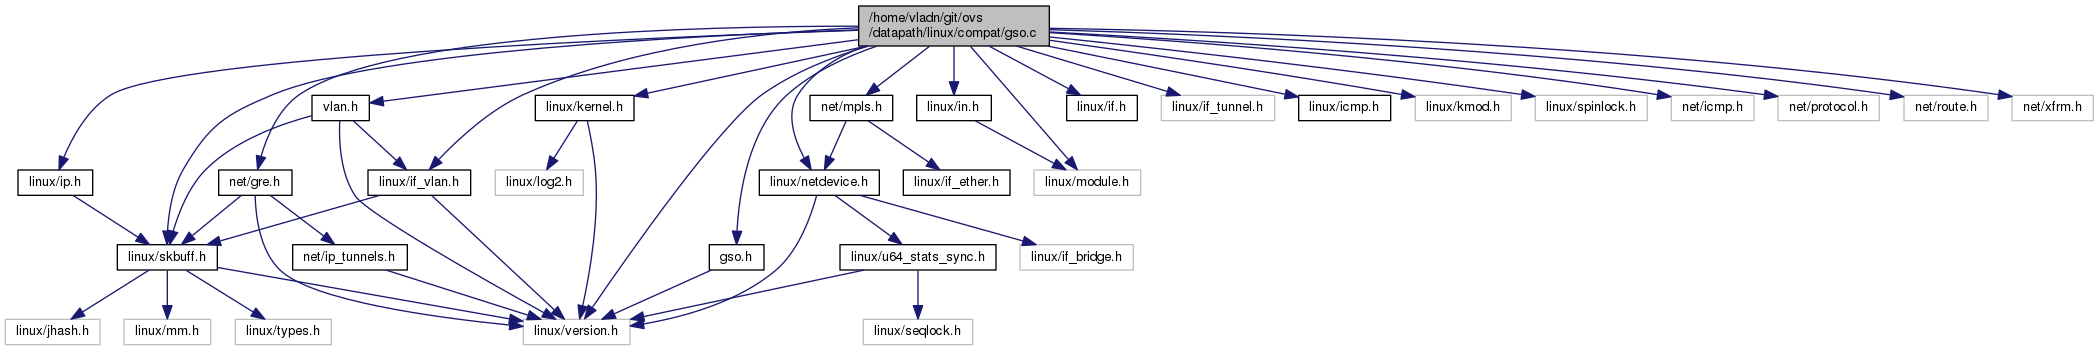 /home/vladn/git/ovs
/datapath/linux/compat/gso.c
vlan.h
linux/kernel.h
net/mpls.h
linux/in.h
linux/if.h
linux/if_tunnel.h
linux/icmp.h
linux/kmod.h
linux/spinlock.h
net/icmp.h
net/protocol.h
net/route.h
net/xfrm.h
linux/ip.h
net/gre.h
linux/if_vlan.h
linux/log2.h
linux/netdevice.h
linux/if_ether.h
linux/module.h
linux/skbuff.h
net/ip_tunnels.h
gso.h
linux/u64_stats_sync.h
linux/if_bridge.h
linux/jhash.h
linux/mm.h
linux/types.h
linux/version.h
linux/seqlock.h